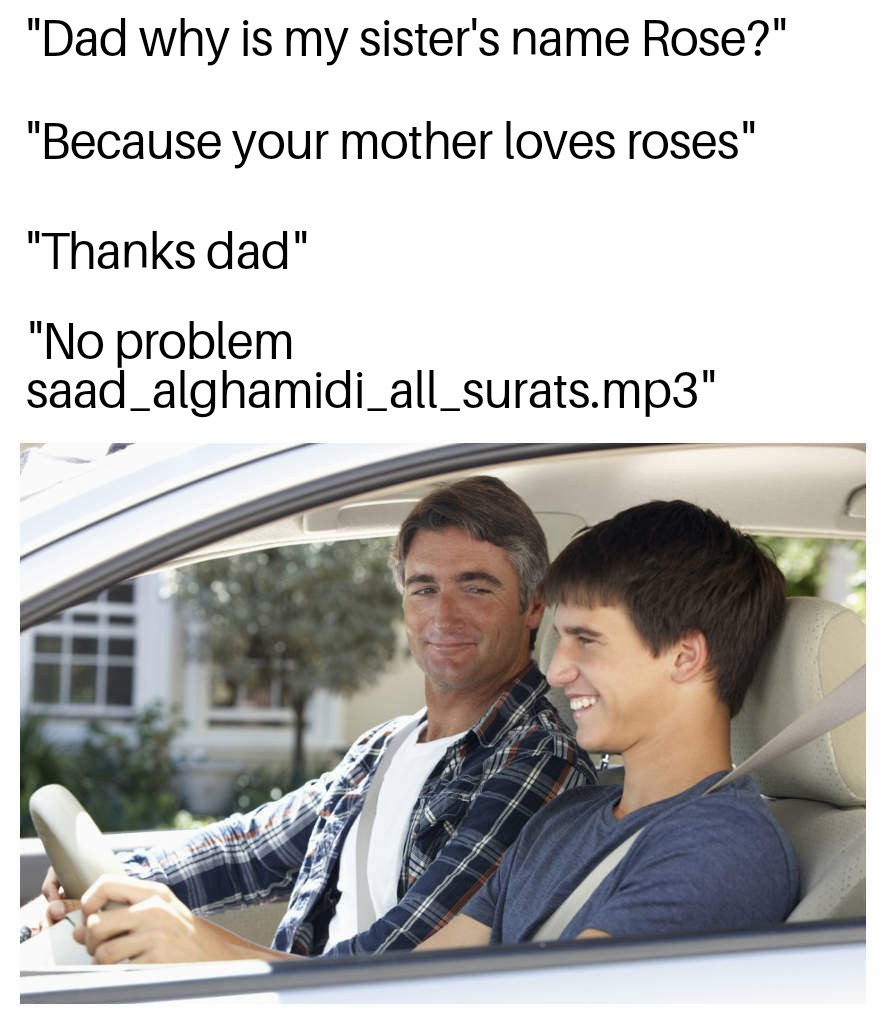 "Dad why is my sister's name Rose?"
"Because your mother loves roses"
"Thanks dad"
"No problem
saad_alghamidi_all_surats.mp3"